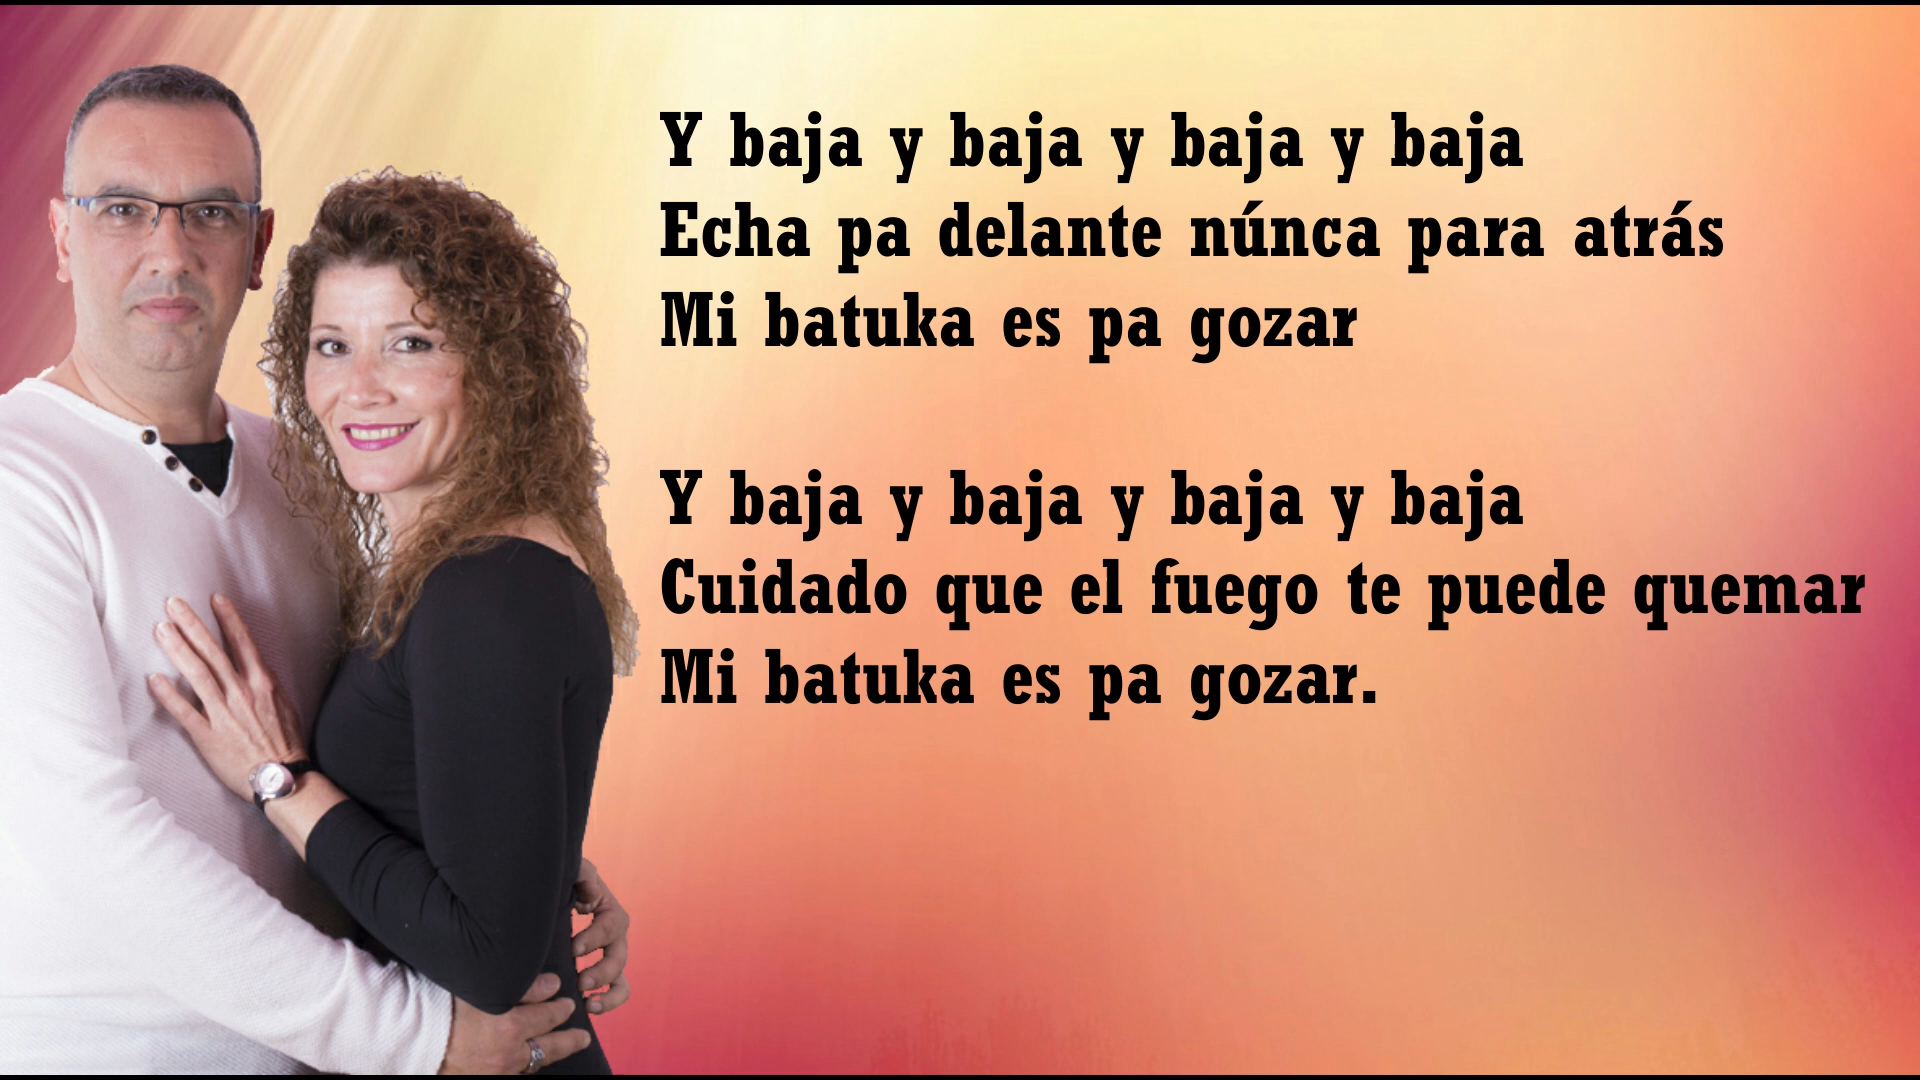 Y baja y baja y baja y baja
Echa pa delante núnca para atrás
Mi batuka es pa gozar
Y baja y baja y baja y baja
Cuidado que el fuego te puede quemar
Mi batuka es pa gozar.